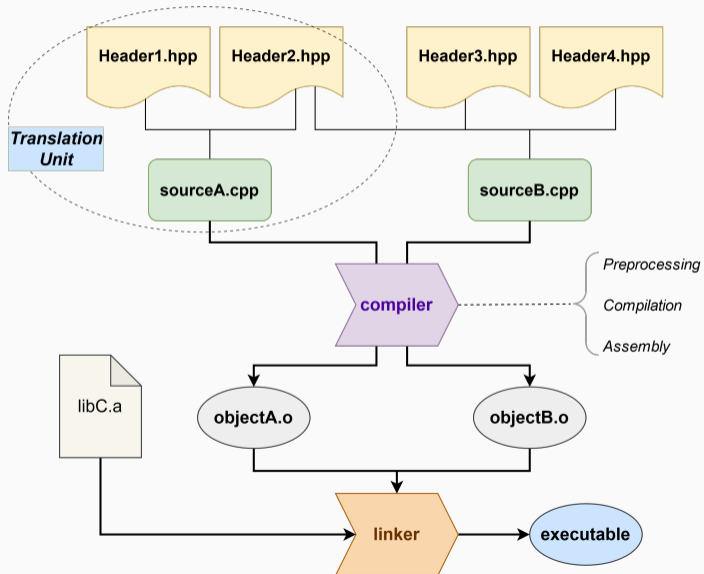 Header1.hpp
Header2.hpp
Header3.hpp
Header4.hpp
Translation
Unit
sourceA.cpp
sourceB.cpp
compiler
Preprocessing
Compilation
Assembly
libC.a
objectA.o
objectB.o
linker
executable